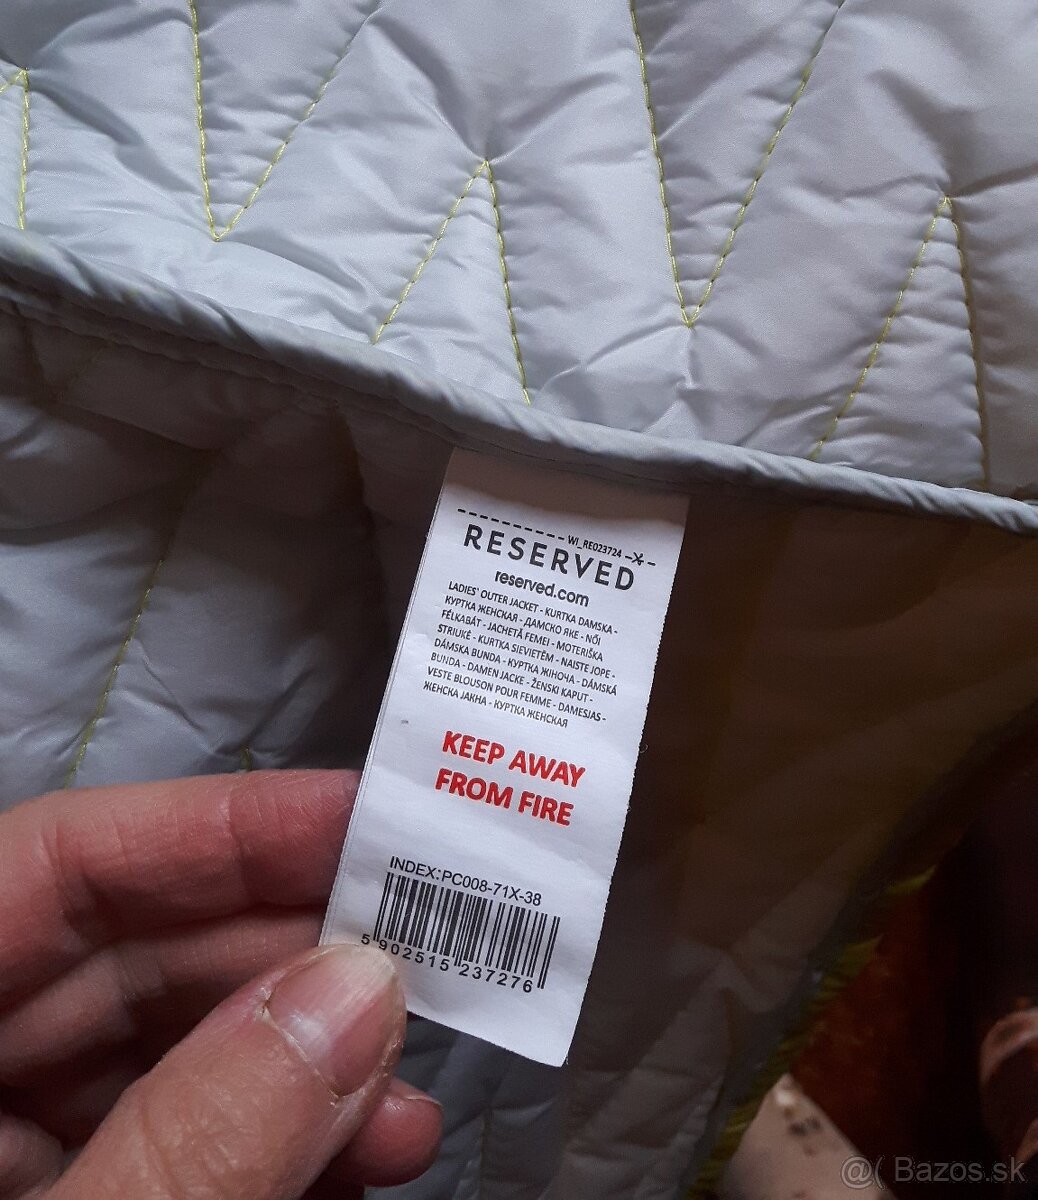 WI_RE023724
RESERVED
reserved.com
LADIES' OUTER JACKET - KURTKA DAMSKA -
КУРТКА ЖЕНСКАЯ - ДАМСКО ЯКЕ - NŐI
FÉLKABÁT - JACHETĂ FEMEI - MOTERIŠKA
STRIUKĖ - KURTKA SIEVIETĒM - NAISTE JOPE -
DÁMSKA BUNDA - КУРТКА ЖІНОЧА - DÁMSKÁ
BUNDA - DAMEN JACKE - ŽENSKI KAPUT -
VESTE BLOUSON POUR FEMME - DAMESJAS -
ЖЕНСКА ЈАКНА - КУРТКА ЖЕНСКАЯ
KEEP AWAY
FROM FIRE
INDEX:PC008-71X-38
5 902515 237276
@( Bazos.sk